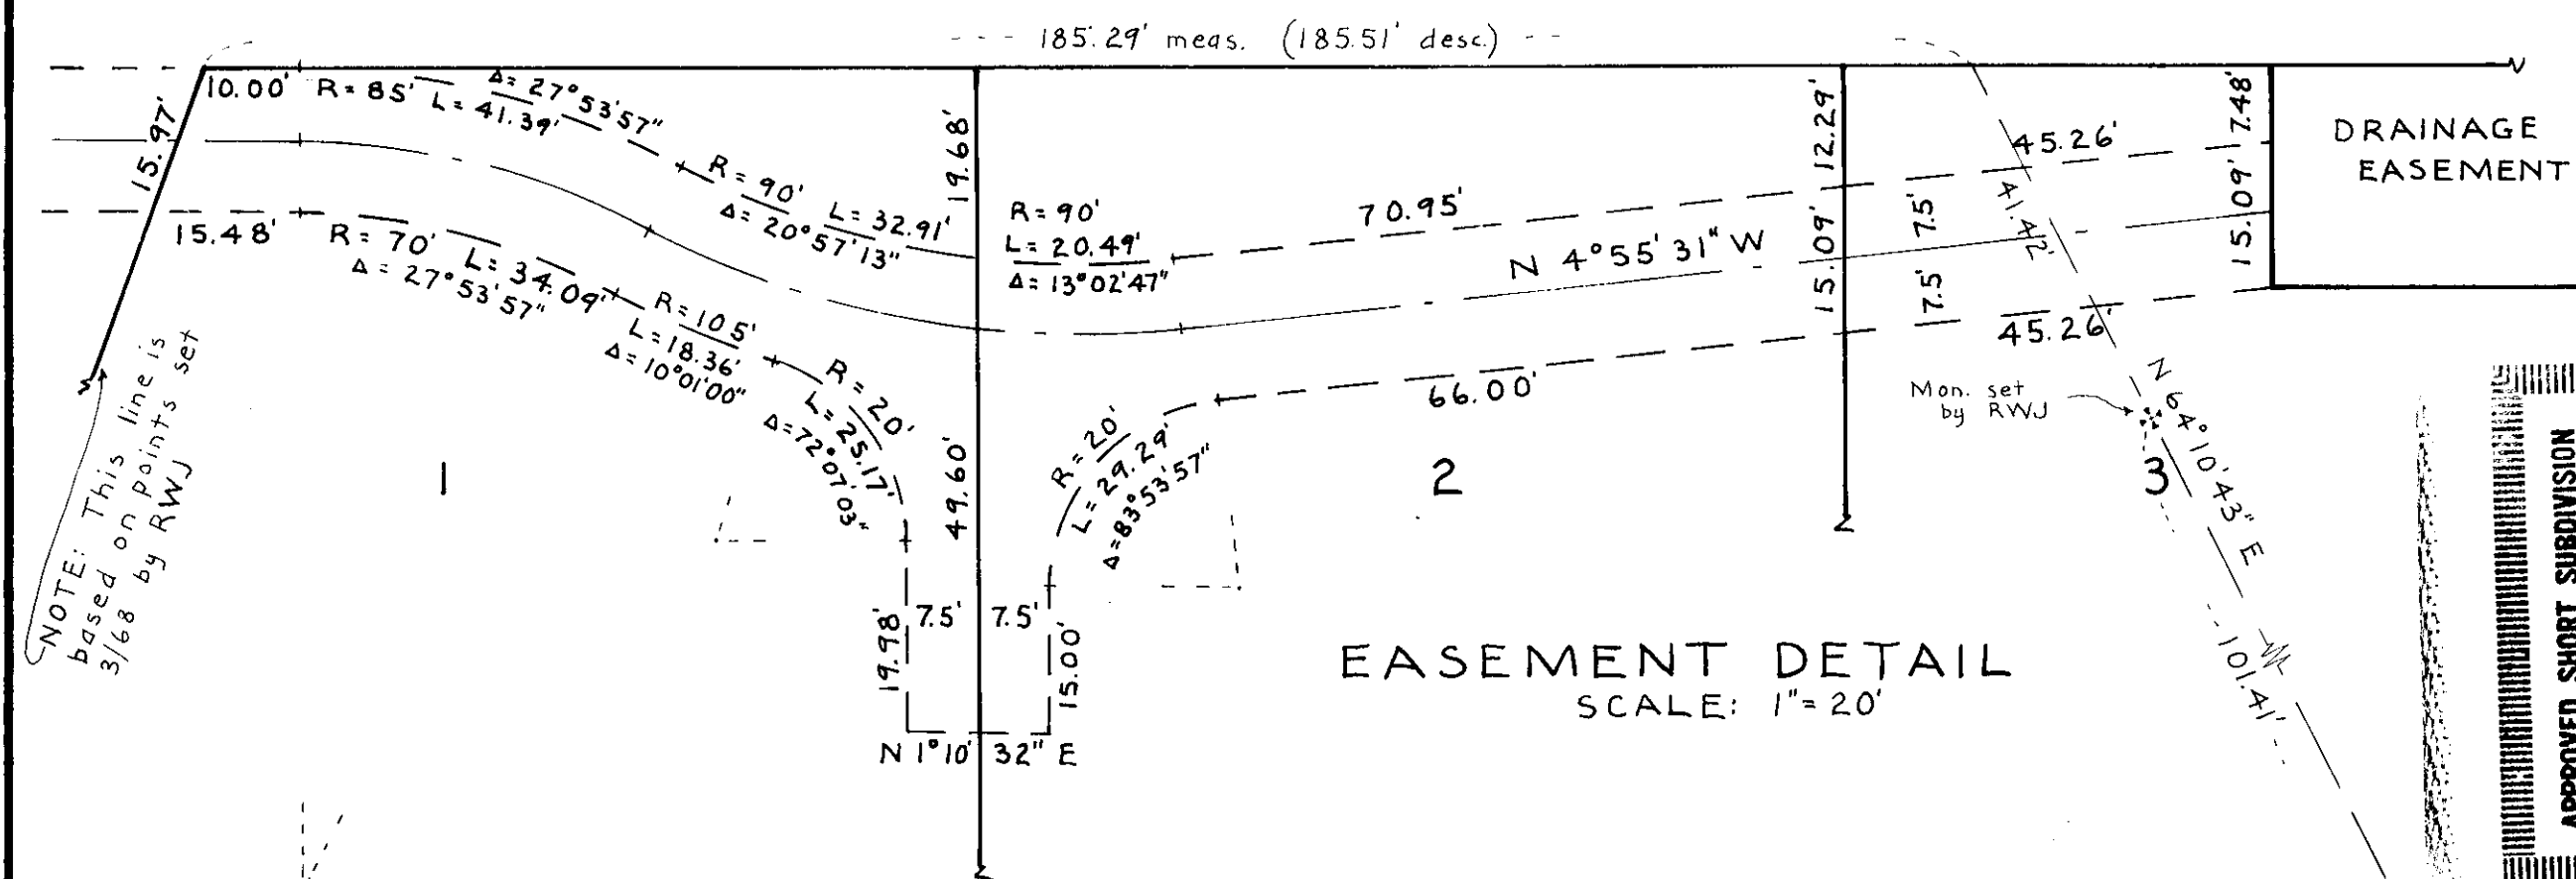 185.29' meas. (185.51' desc.)
10.00' R=85' L=41.39'
Δ=27°53'57"
15.97'
15.48'
R=70' L=34.09'
Δ=27°53'57"
R=90' L=32.91'
Δ=20°57'13"
19.68'
R=90'
L=20.49'
Δ=13°02'47"
70.95'
N 4°55'31" W
12.29'
15.09'
7.5' 7.5'
45.26'
41.42'
45.26'
7.48'
15.09'
DRAINAGE
EASEMENT
R=105'
L=18.36'
Δ=10°01'00"
R=20'
L=25.17'
Δ=72°07'03"
49.60'
R=20'
L=29.29'
Δ=83°53'57"
66.00'
Mon. set
by RWJ
N 64°10'43" E
101.41'
1
2
3
NOTE: This line is
based on points set
3/68 by RWJ
19.98'
7.5' 7.5'
15.00'
N 1°10'32" E
EASEMENT DETAIL
SCALE: 1"=20'
APPROVED SHORT SUBDIVISION